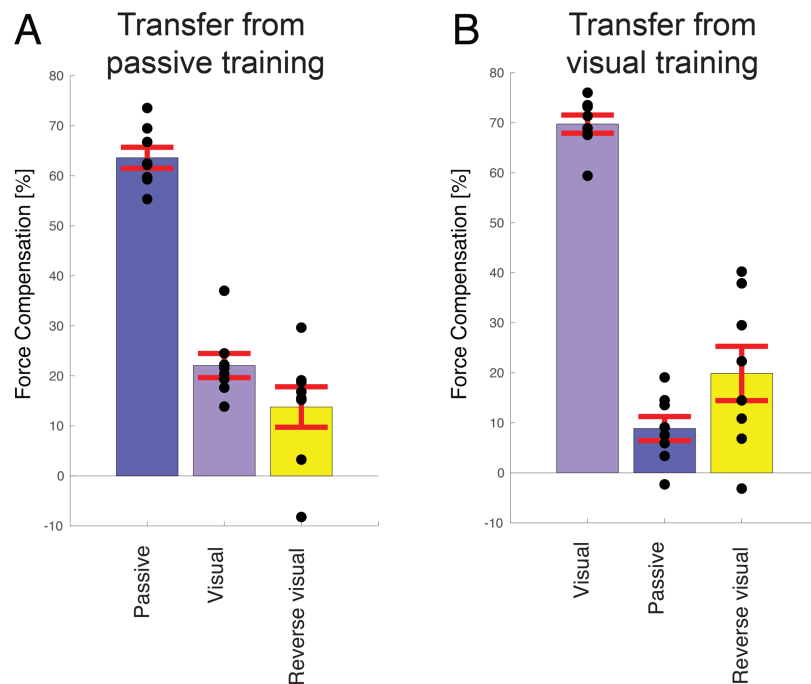 A
Transfer from
passive training
Force Compensation [%]
80
70
60
50
40
30
20
10
0
-10
Passive
Visual
Reverse visual
B
Transfer from
visual training
Force Compensation [%]
80
70
60
50
40
30
20
10
0
-10
Visual
Passive
Reverse visual